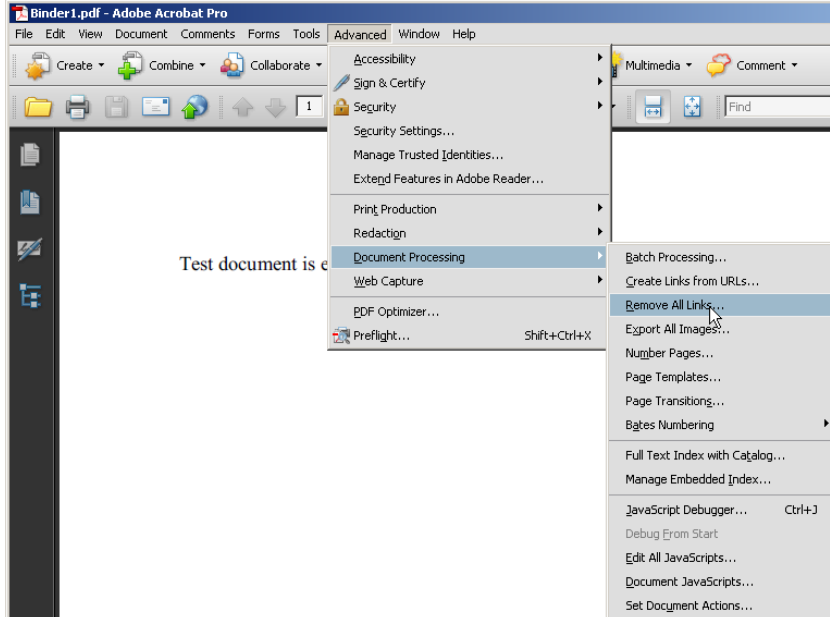 Binder1.pdf - Adobe Acrobat Pro
File Edit View Document Comments Forms Tools Advanced Window Help
Create Combine Collaborate Multimedia Comment
1 Find
Test document is e
Accessibility
Sign & Certify
Security
Security Settings...
Manage Trusted Identities...
Extend Features in Adobe Reader...
Print Production
Redaction
Document Processing
Web Capture
PDF Optimizer...
Preflight... Shift+Ctrl+X
Batch Processing...
Create Links from URLs...
Remove All Links...
Export All Images...
Number Pages...
Page Templates...
Page Transitions...
Bates Numbering
Full Text Index with Catalog...
Manage Embedded Index...
JavaScript Debugger... Ctrl+J
Debug From Start
Edit All JavaScripts...
Document JavaScripts...
Set Document Actions...